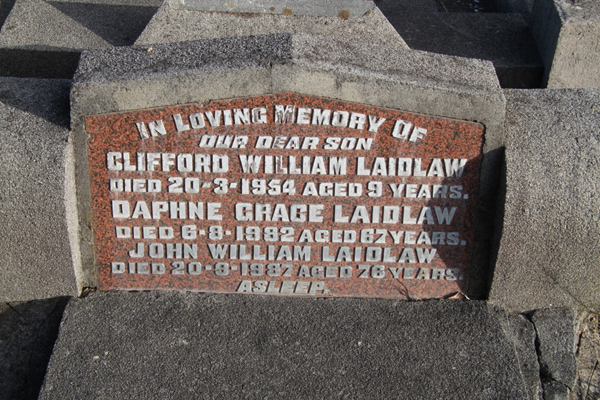 IN LOVING MEMORY OF
OUR DEAR SON
CLIFFORD WILLIAM LAIDLAW
DIED 20-3-1954 AGED 9 YEARS.
DAPHNE GRACE LAIDLAW
DIED 6-8-1982 AGED 67 YEARS.
JOHN WILLIAM LAIDLAW
DIED 20-8-1987 AGED 76 YEARS.
ASLEEP.